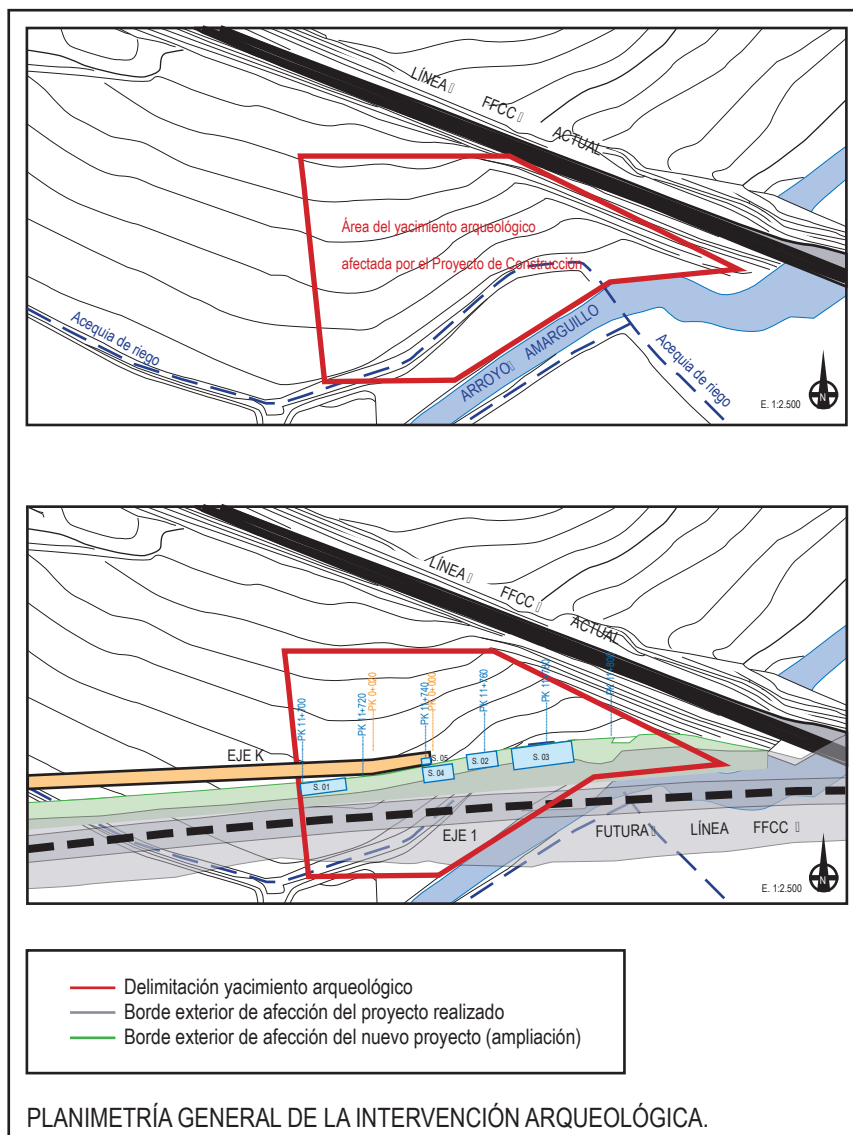 LÍNEA
FFCC
ACTUAL
Área del yacimiento arqueológico
afectada por el Proyecto de Construcción
Acequia de riego
ARROYO AMARGUILLO
Acequia de riego
N
E. 1:2.500
LÍNEA
FFCC
ACTUAL
PK 11+700
PK 11+720
PK 0+020
PK 11+740
PK 0+000
PK 11+760
PK 11+780
PK 11+800
EJE K
S. 01
S. 05
S. 04
S. 02
S. 03
EJE 1
FUTURA LÍNEA FFCC
N
E. 1:2.500
Delimitación yacimiento arqueológico
Borde exterior de afección del proyecto realizado
Borde exterior de afección del nuevo proyecto (ampliación)
PLANIMETRÍA GENERAL DE LA INTERVENCIÓN ARQUEOLÓGICA.